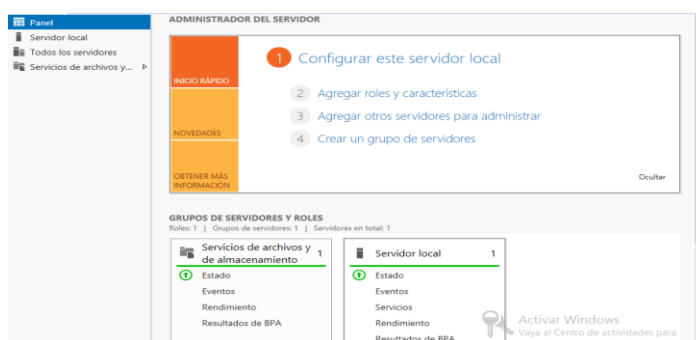 Panel
Servidor local
Todos los servidores
Servicios de archivos y...
ADMINISTRADOR DEL SERVIDOR
INICIO RÁPIDO
NOVEDADES
OBTENER MÁS
INFORMACIÓN
1 Configurar este servidor local
2 Agregar roles y características
3 Agregar otros servidores para administrar
4 Crear un grupo de servidores
Ocultar
GRUPOS DE SERVIDORES Y ROLES
Roles: 1 | Grupos de servidores: 1 | Servidores en total: 1
Servicios de archivos y
de almacenamiento
1
Estado
Eventos
Rendimiento
Resultados de BPA
Servidor local 1
Estado
Eventos
Servicios
Rendimiento
Resultados de BPA
Activar Windows
Vaya al Centro de actividades para